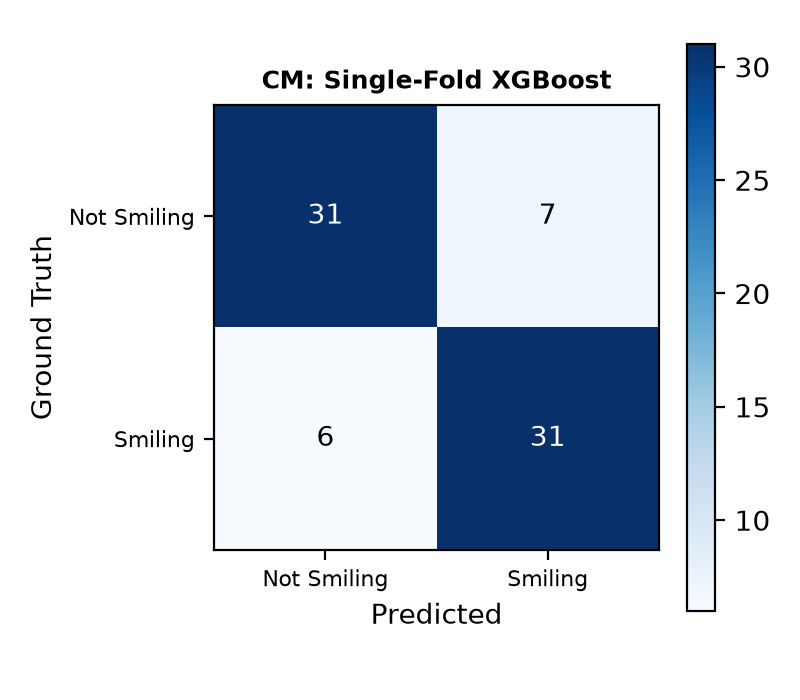 CM: Single-Fold XGBoost
Ground Truth
Not Smiling
31
7
Smiling
6
31
Not Smiling
Smiling
Predicted
30
25
20
15
10